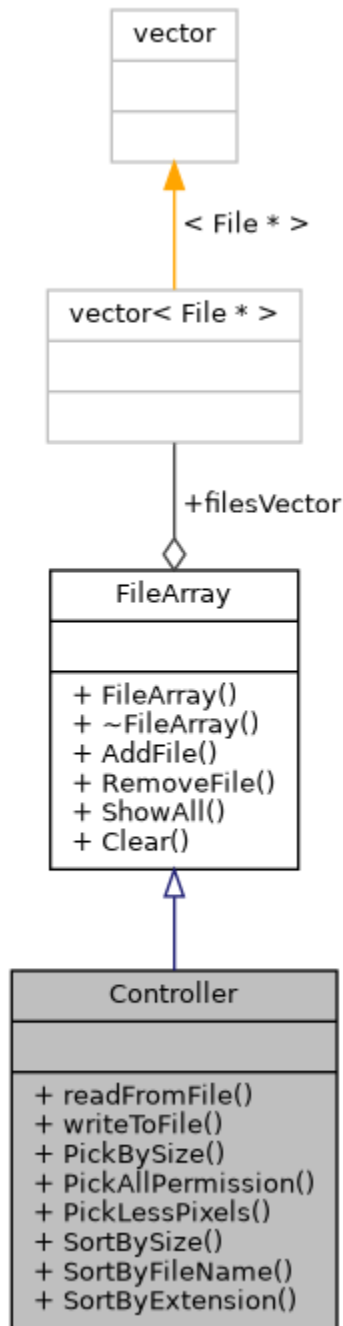 vector
< File * >
vector< File * >
+filesVector
FileArray
+ FileArray()
+ ~FileArray()
+ AddFile()
+ RemoveFile()
+ ShowAll()
+ Clear()
Controller
+ readFromFile()
+ writeToFile()
+ PickBySize()
+ PickAllPermission()
+ PickLessPixels()
+ SortBySize()
+ SortByFileName()
+ SortByExtension()